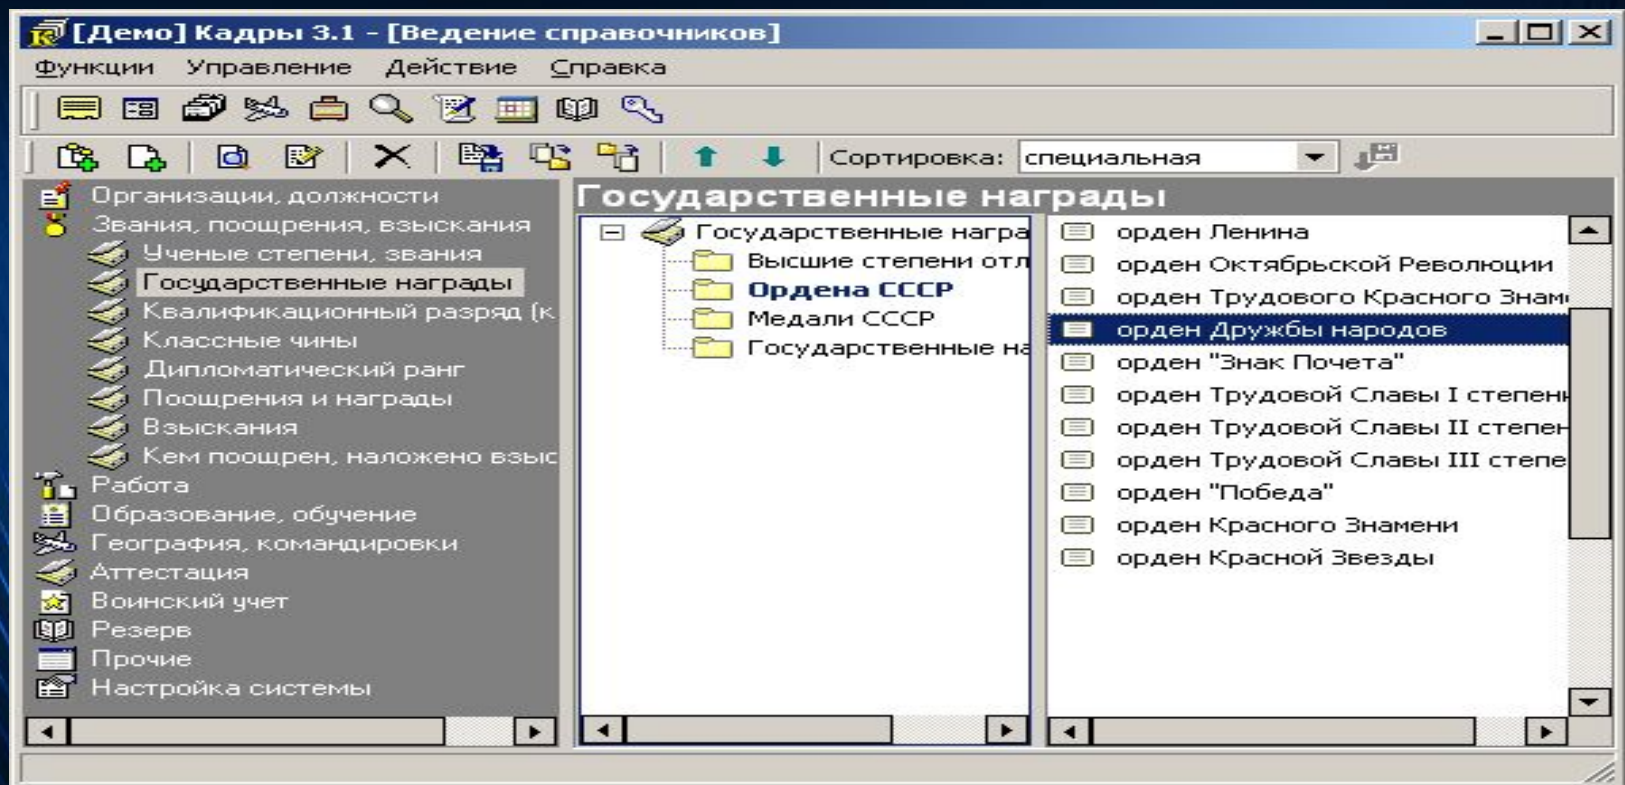 [Демо] Кадры 3.1 - [Ведение справочников]
Функции Управление Действие Справка
Сортировка: специальная
Организации, должности
Звания, поощрения, взыскания
Ученые степени, звания
Государственные награды
Квалификационный разряд (к
Классные чины
Дипломатический ранг
Поощрения и награды
Взыскания
Кем поощрен, наложено взыс
Работа
Образование, обучение
География, командировки
Аттестация
Воинский учет
Резерв
Прочие
Настройка системы
Государственные награды
Государственные награ
Высшие степени отл
Ордена СССР
Медали СССР
Государственные на
орден Ленина
орден Октябрьской Революции
орден Трудового Красного Знам
орден Дружбы народов
орден "Знак Почета"
орден Трудовой Славы I степен
орден Трудовой Славы II степен
орден Трудовой Славы III степе
орден "Победа"
орден Красного Знамени
орден Красной Звезды